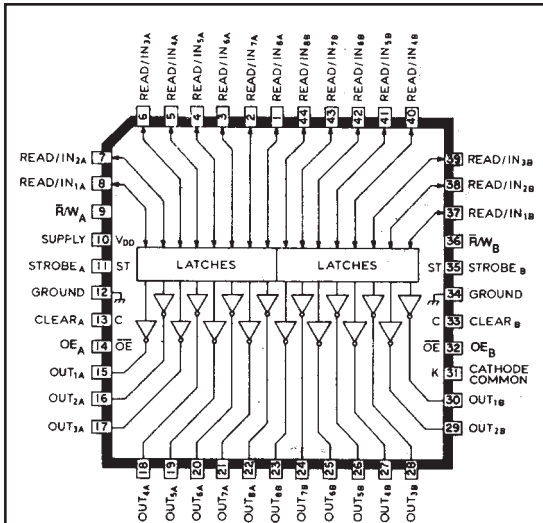 READ/IN3A READ/IN4A READ/IN5A READ/IN6A READ/IN7A READ/IN8A READ/IN8B READ/IN7B READ/IN6B READ/IN5B READ/IN4B
6 5 4 3 2 1 44 43 42 41 40
READ/IN2A 7
39 READ/IN3B
READ/IN1A 8
38 READ/IN2B
R̅/WA 9
37 READ/IN1B
SUPPLY 10 VDD
36 R̅/WB
STROBEA 11 ST
LATCHES LATCHES
ST 35 STROBEB
GROUND 12
34 GROUND
CLEARA 13 C
C 33 CLEARB
OEA 14 O̅E̅
O̅E̅ 32 OEB
OUT1A 15
K 31 CATHODE COMMON
OUT2A 16
30 OUT1B
OUT3A 17
29 OUT2B
18 19 20 21 22 23 24 25 26 27 28
OUT4A OUT5A OUT6A OUT7A OUT8A OUT8B OUT7B OUT6B OUT5B OUT4B OUT3B